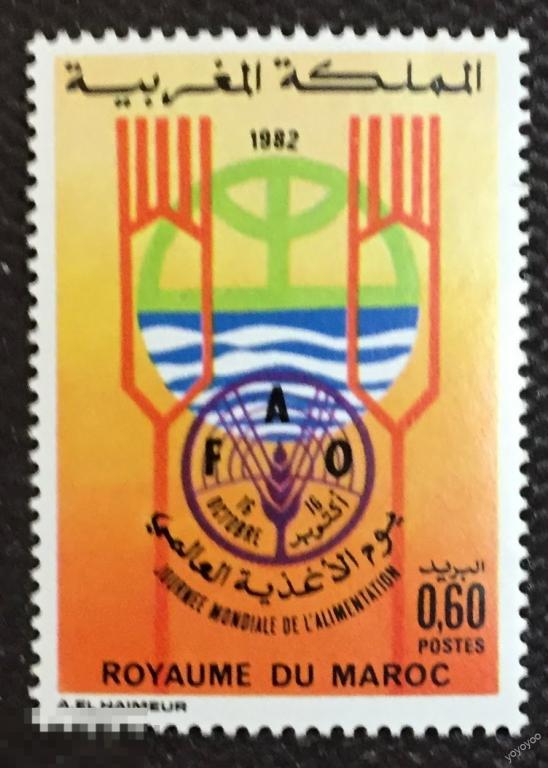 المملكة المغربية
1982
A
F O
16 16
OCTOBRE أكتوبر
يوم الأغذية العالمي
JOURNEE MONDIALE DE L'ALIMENTATION
البريد
0,60
POSTES
ROYAUME DU MAROC
A. EL HAIMEUR
yoyoyoo